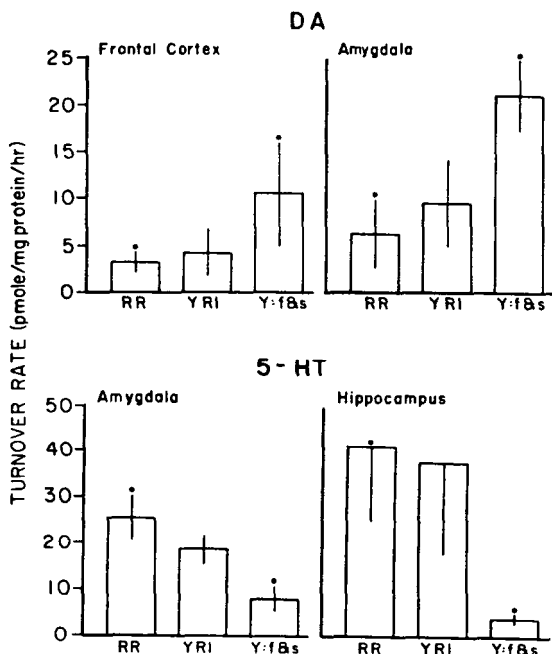 DA
Frontal Cortex
Amygdala
TURNOVER RATE (pmole/mg protein/hr)
25
20
15
10
5
0
RR YRI Y:f&s
RR YRI Y:f&s
5-HT
Amygdala
Hippocampus
50
40
30
20
10
0
RR YRI Y:f&s
RR YRI Y:f&s